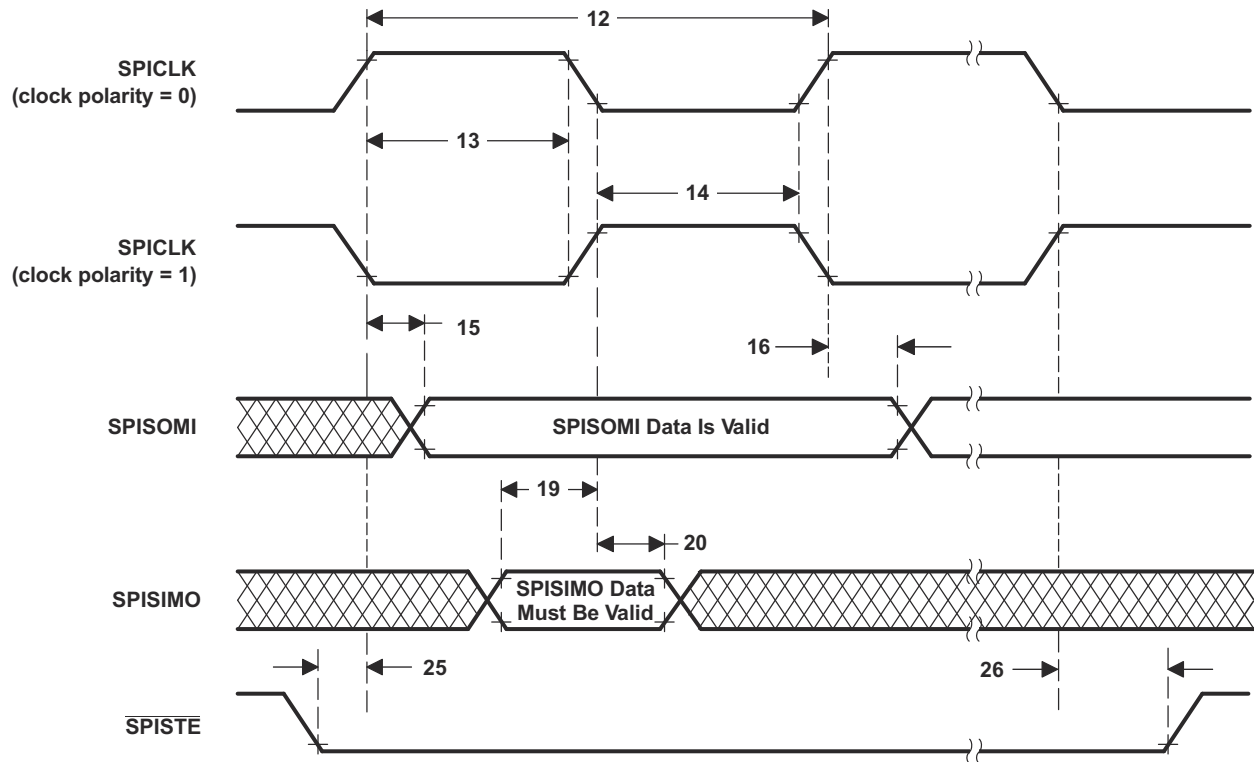 12
SPICLK
(clock polarity = 0)
13
14
SPICLK
(clock polarity = 1)
15
16
SPISOMI
SPISOMI Data Is Valid
19
20
SPISIMO
SPISIMO Data
Must Be Valid
25
26
SPISTE